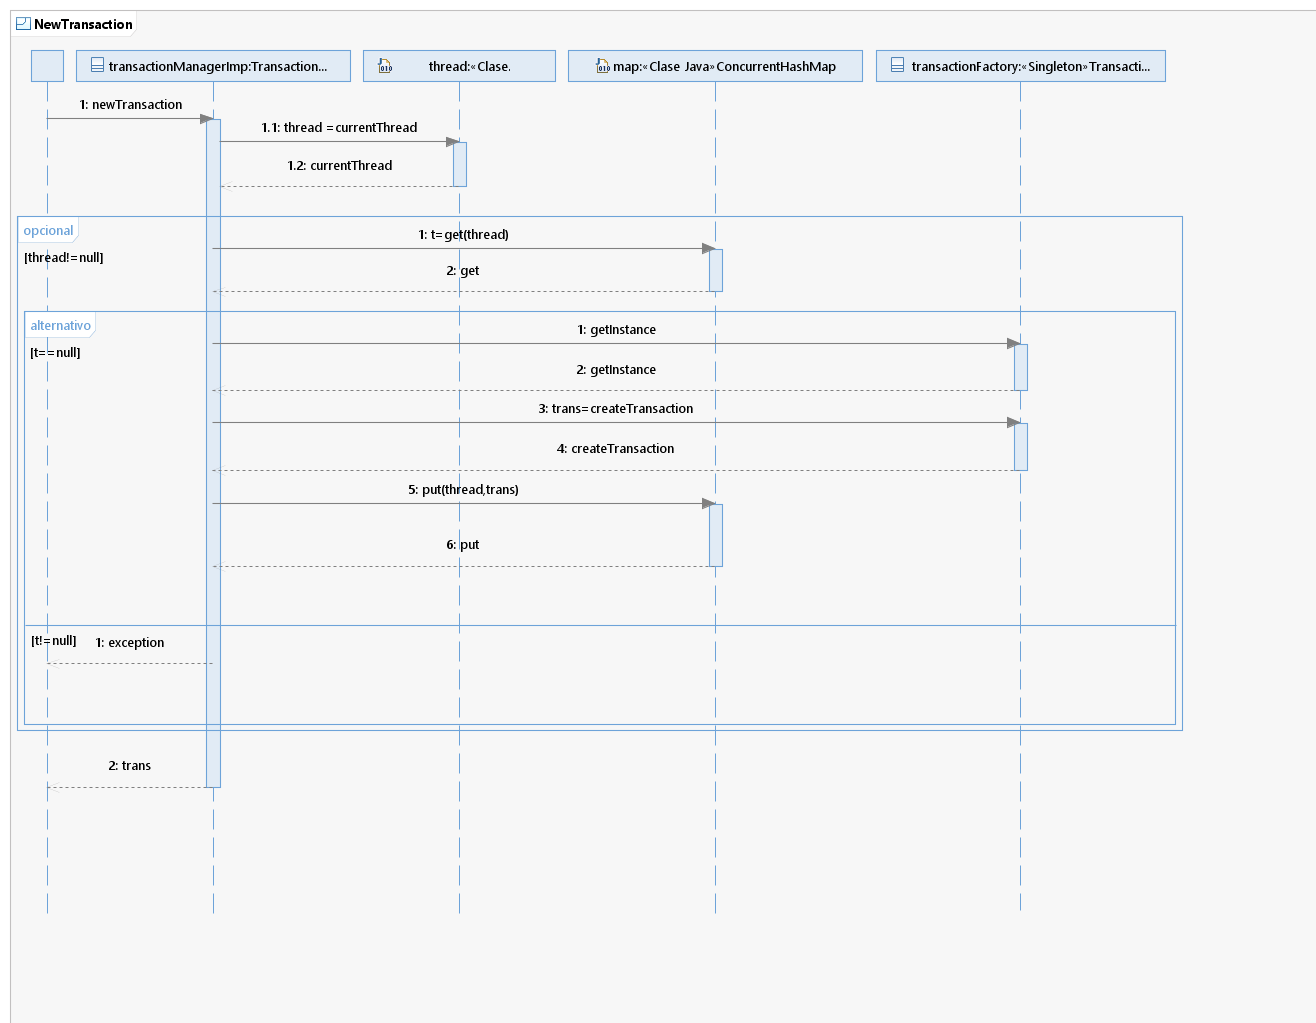 NewTransaction
transactionManagerImp:Transaction...
thread:«Clase.
map:«Clase Java»ConcurrentHashMap
transactionFactory:«Singleton»Transacti...
1: newTransaction
1.1: thread =currentThread
1.2: currentThread
opcional
[thread!=null]
1: t=get(thread)
2: get
alternativo
[t==null]
1: getInstance
2: getInstance
3: trans=createTransaction
4: createTransaction
5: put(thread,trans)
6: put
[t!=null]
1: exception
2: trans